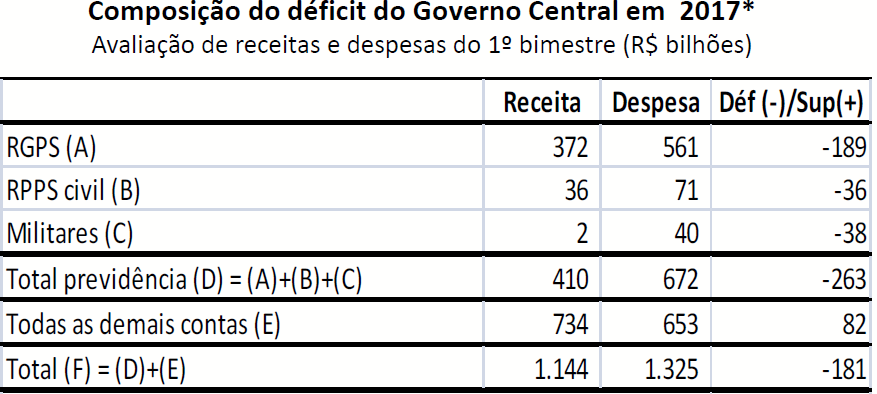 Composição do déficit do Governo Central em 2017*
Avaliação de receitas e despesas do 1º bimestre (R$ bilhões)
Receita Despesa Déf (-)/Sup(+)
RGPS (A) 372 561 -189
RPPS civil (B) 36 71 -36
Militares (C) 2 40 -38
Total previdência (D) = (A)+(B)+(C) 410 672 -263
Todas as demais contas (E) 734 653 82
Total (F) = (D)+(E) 1.144 1.325 -181